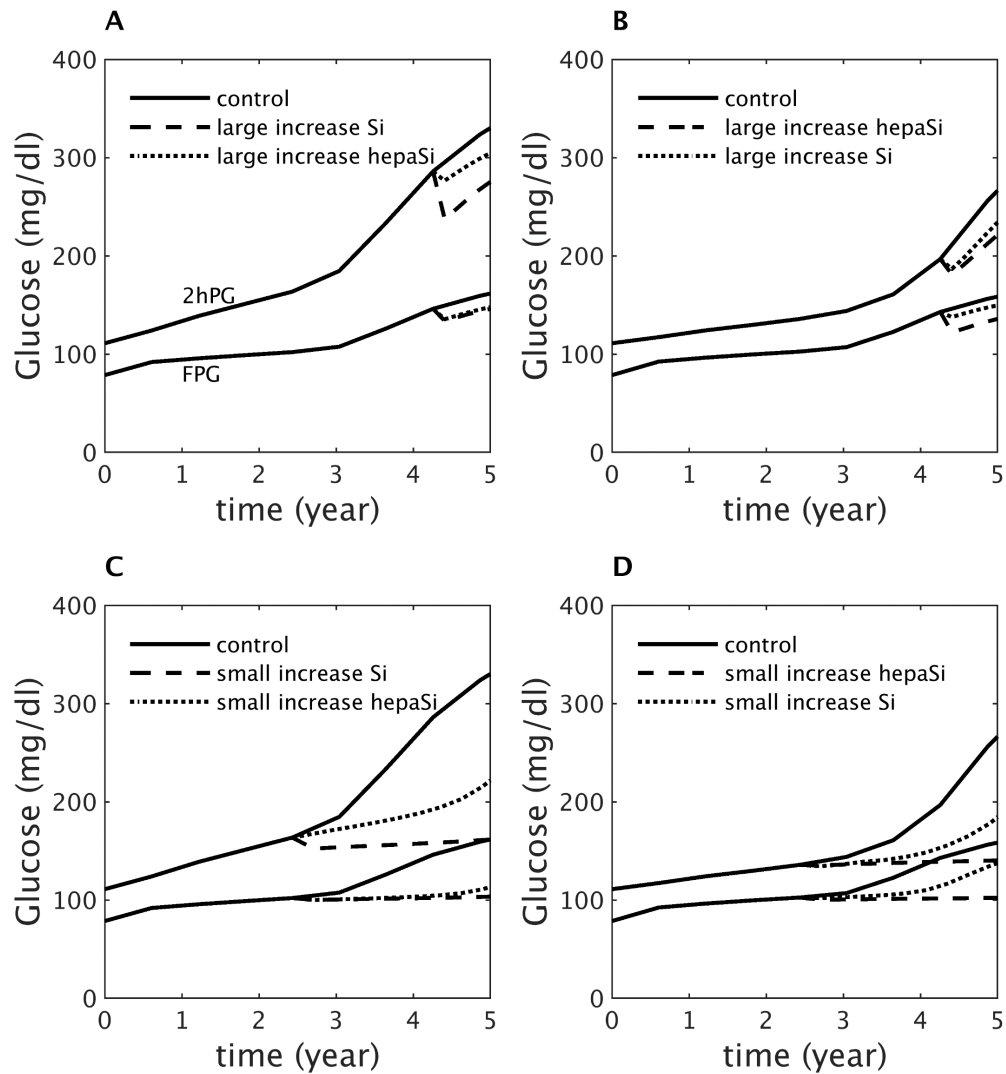 A
Glucose (mg/dl)
400
300
200
100
0
control
large increase Si
large increase hepaSi
2hPG
FPG
0 1 2 3 4 5
time (year)
B
Glucose (mg/dl)
400
300
200
100
0
control
large increase hepaSi
large increase Si
0 1 2 3 4 5
time (year)
C
Glucose (mg/dl)
400
300
200
100
0
control
small increase Si
small increase hepaSi
0 1 2 3 4 5
time (year)
D
Glucose (mg/dl)
400
300
200
100
0
control
small increase hepaSi
small increase Si
0 1 2 3 4 5
time (year)